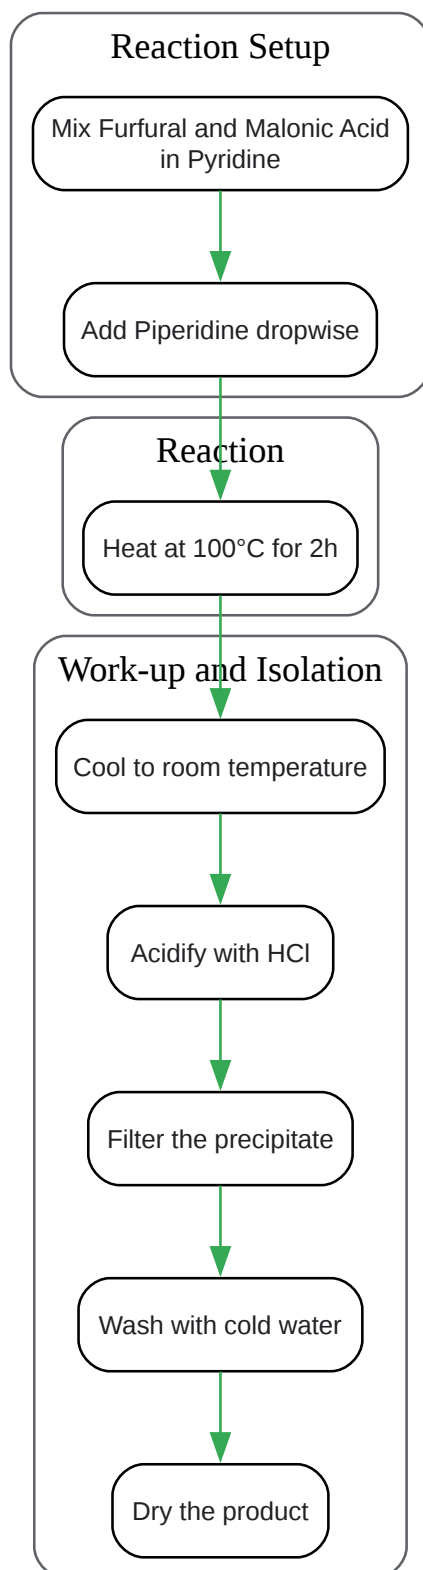 Reaction Setup
Mix Furfural and Malonic Acid
in Pyridine
Add Piperidine dropwise
Reaction
Heat at 100°C for 2h
Work-up and Isolation
Cool to room temperature
Acidify with HCl
Filter the precipitate
Wash with cold water
Dry the product